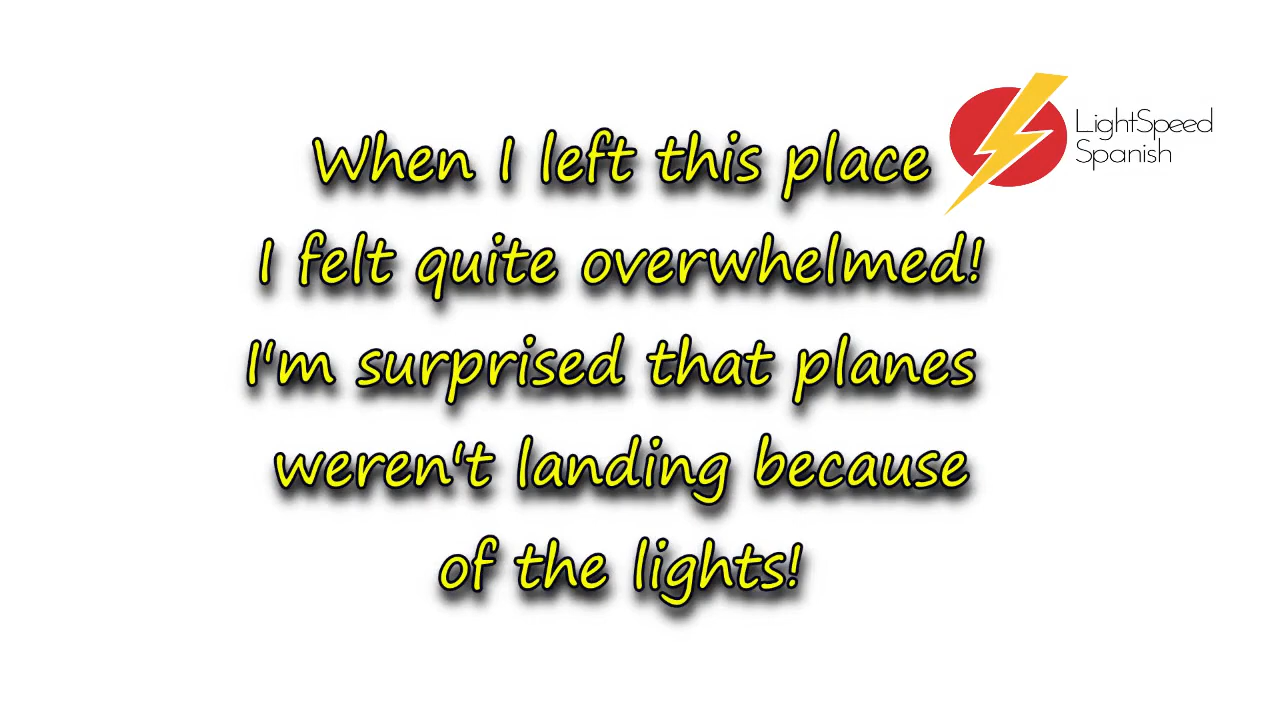 When I left this place
I felt quite overwhelmed!
I'm surprised that planes
weren't landing because
of the lights!
LightSpeed
Spanish